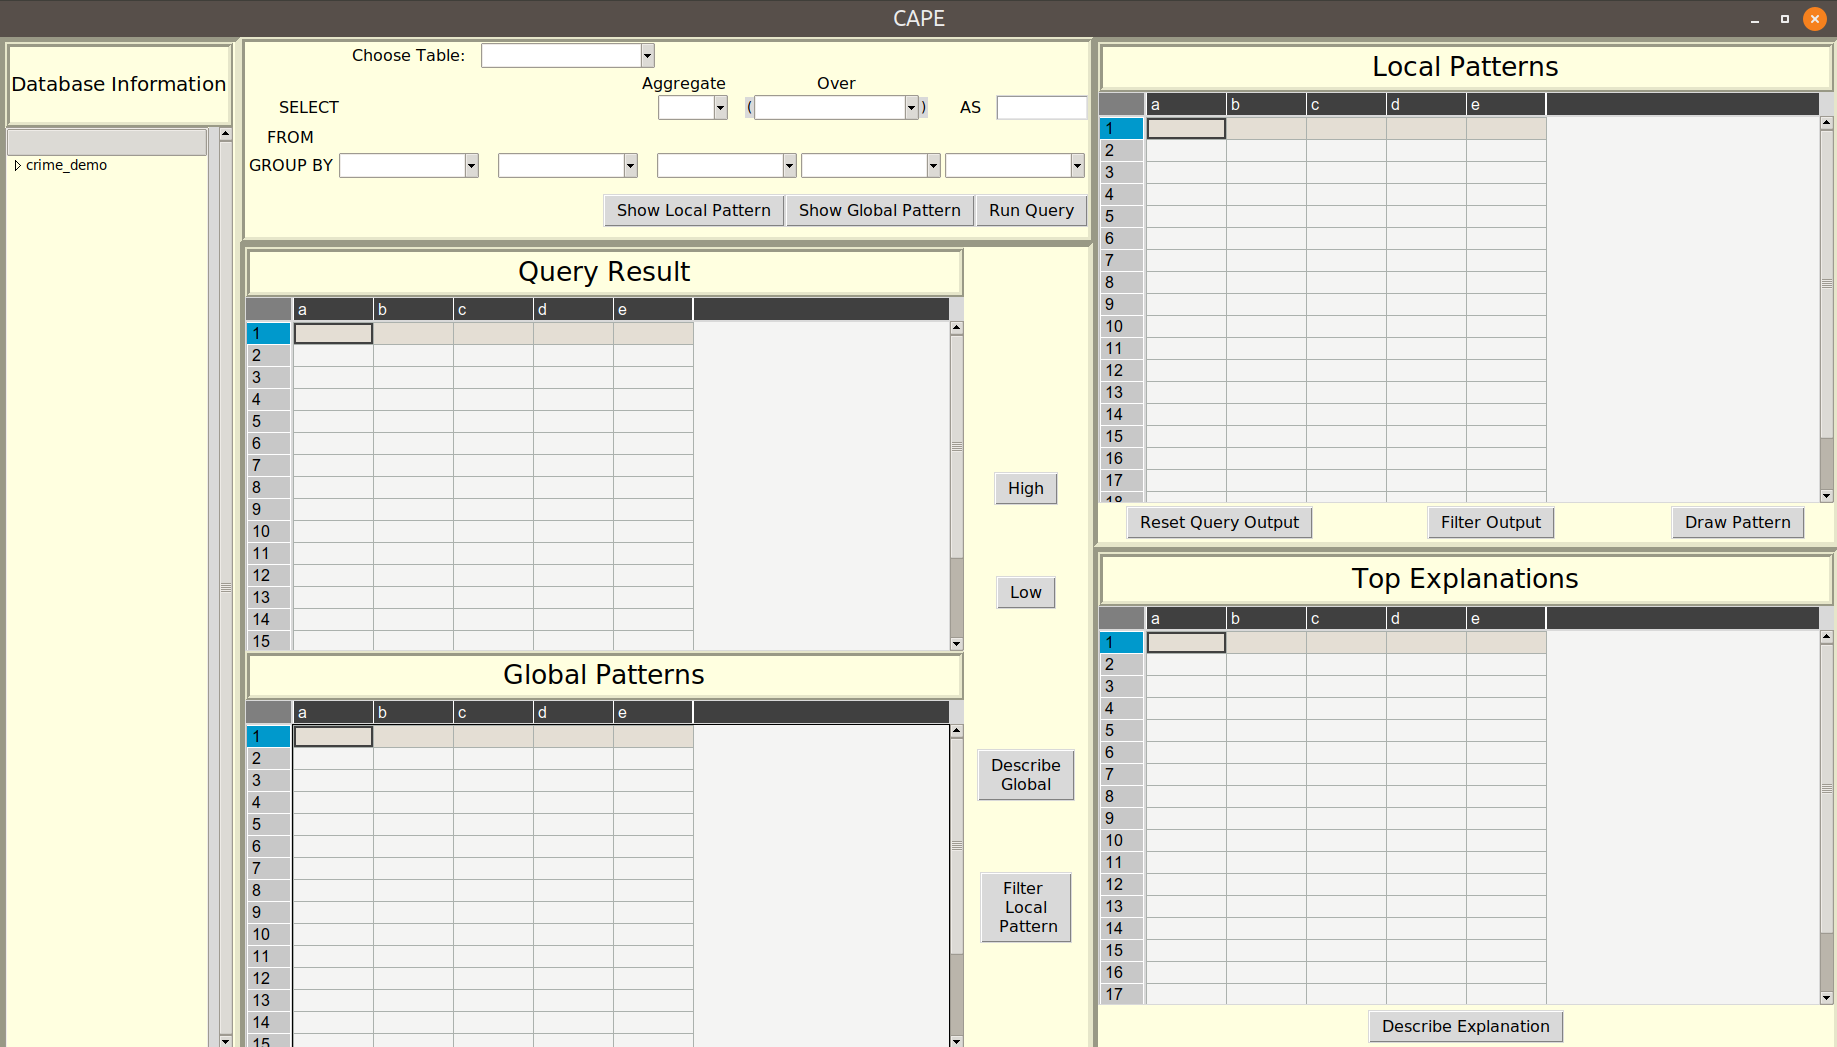 CAPE
Database Information
crime_demo
Choose Table:
Aggregate Over
SELECT ( ) AS
FROM
GROUP BY
Show Local Pattern Show Global Pattern Run Query
Query Result
a b c d e
1
2
3
4
5
6
7
8
9
10
11
12
13
14
15
Global Patterns
a b c d e
1
2
3
4
5
6
7
8
9
10
11
12
13
14
15
High
Low
Describe
Global
Filter
Local
Pattern
Local Patterns
a b c d e
1
2
3
4
5
6
7
8
9
10
11
12
13
14
15
16
17
18
Reset Query Output Filter Output Draw Pattern
Top Explanations
a b c d e
1
2
3
4
5
6
7
8
9
10
11
12
13
14
15
16
17
Describe Explanation